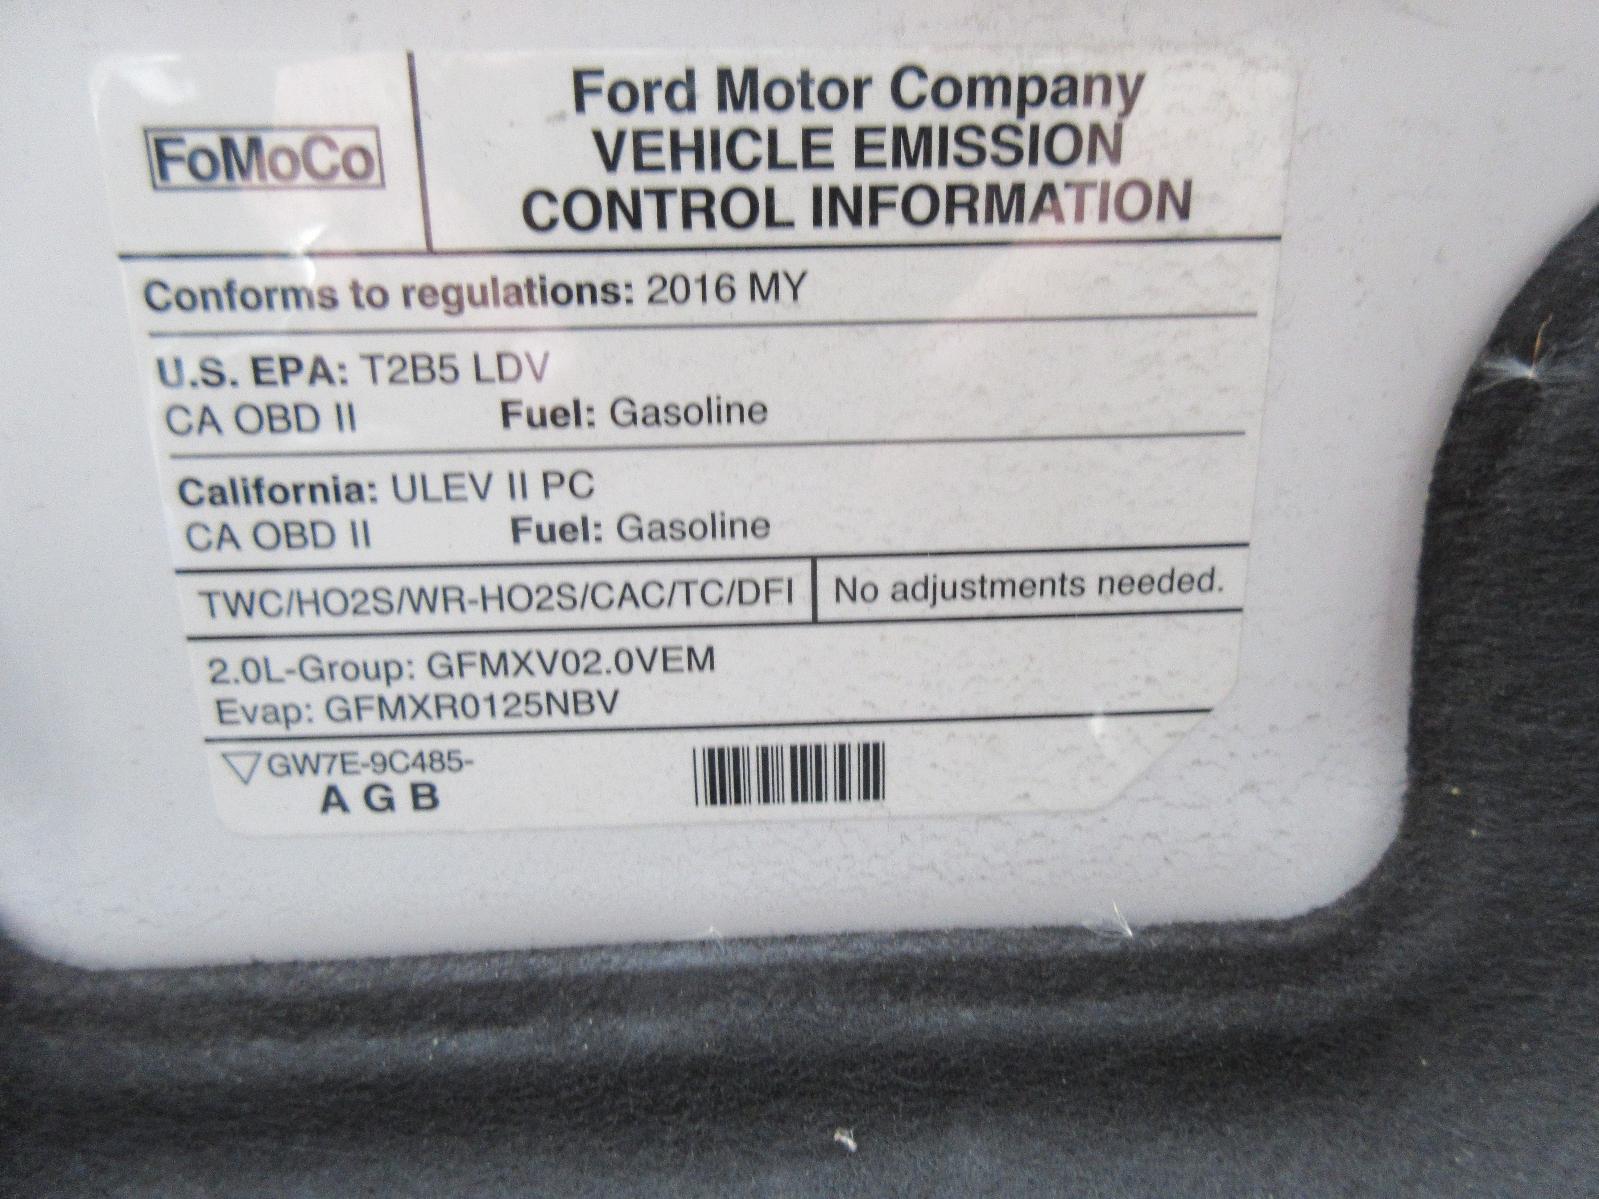 FoMoCo
Ford Motor Company
VEHICLE EMISSION
CONTROL INFORMATION
Conforms to regulations: 2016 MY
U.S. EPA: T2B5 LDV
CA OBD II Fuel: Gasoline
California: ULEV II PC
CA OBD II Fuel: Gasoline
TWC/HO2S/WR-HO2S/CAC/TC/DFI No adjustments needed.
2.0L-Group: GFMXV02.0VEM
Evap: GFMXR0125NBV
GW7E-9C485-
A G B